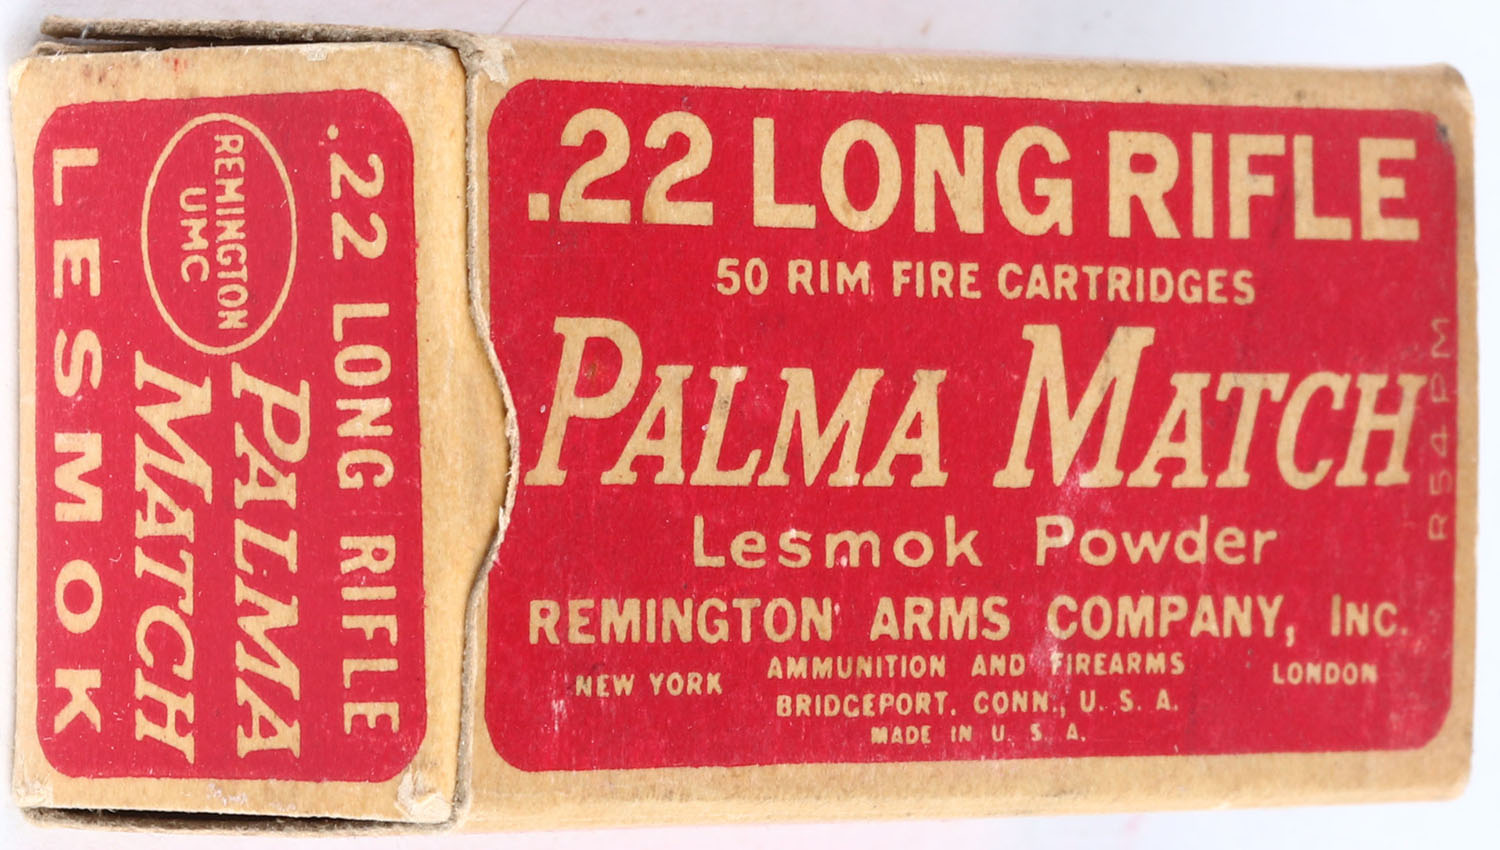 .22 LONG RIFLE
50 RIM FIRE CARTRIDGES
PALMA MATCH
Lesmok Powder
REMINGTON ARMS COMPANY, INC.
NEW YORK AMMUNITION AND FIREARMS LONDON
BRIDGEPORT, CONN., U. S. A.
MADE IN U. S. A.
R54PM
.22 LONG RIFLE
REMINGTON
UMC
PALMA
MATCH
LESMOK